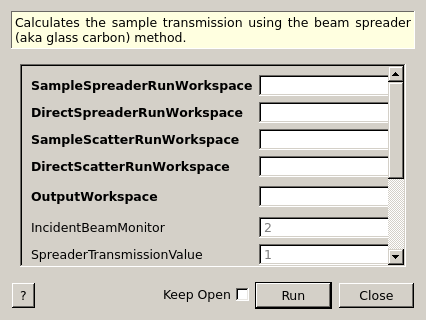 Calculates the sample transmission using the beam spreader
(aka glass carbon) method.
SampleSpreaderRunWorkspace
DirectSpreaderRunWorkspace
SampleScatterRunWorkspace
DirectScatterRunWorkspace
OutputWorkspace
IncidentBeamMonitor 2
SpreaderTransmissionValue 1
? Keep Open Run Close